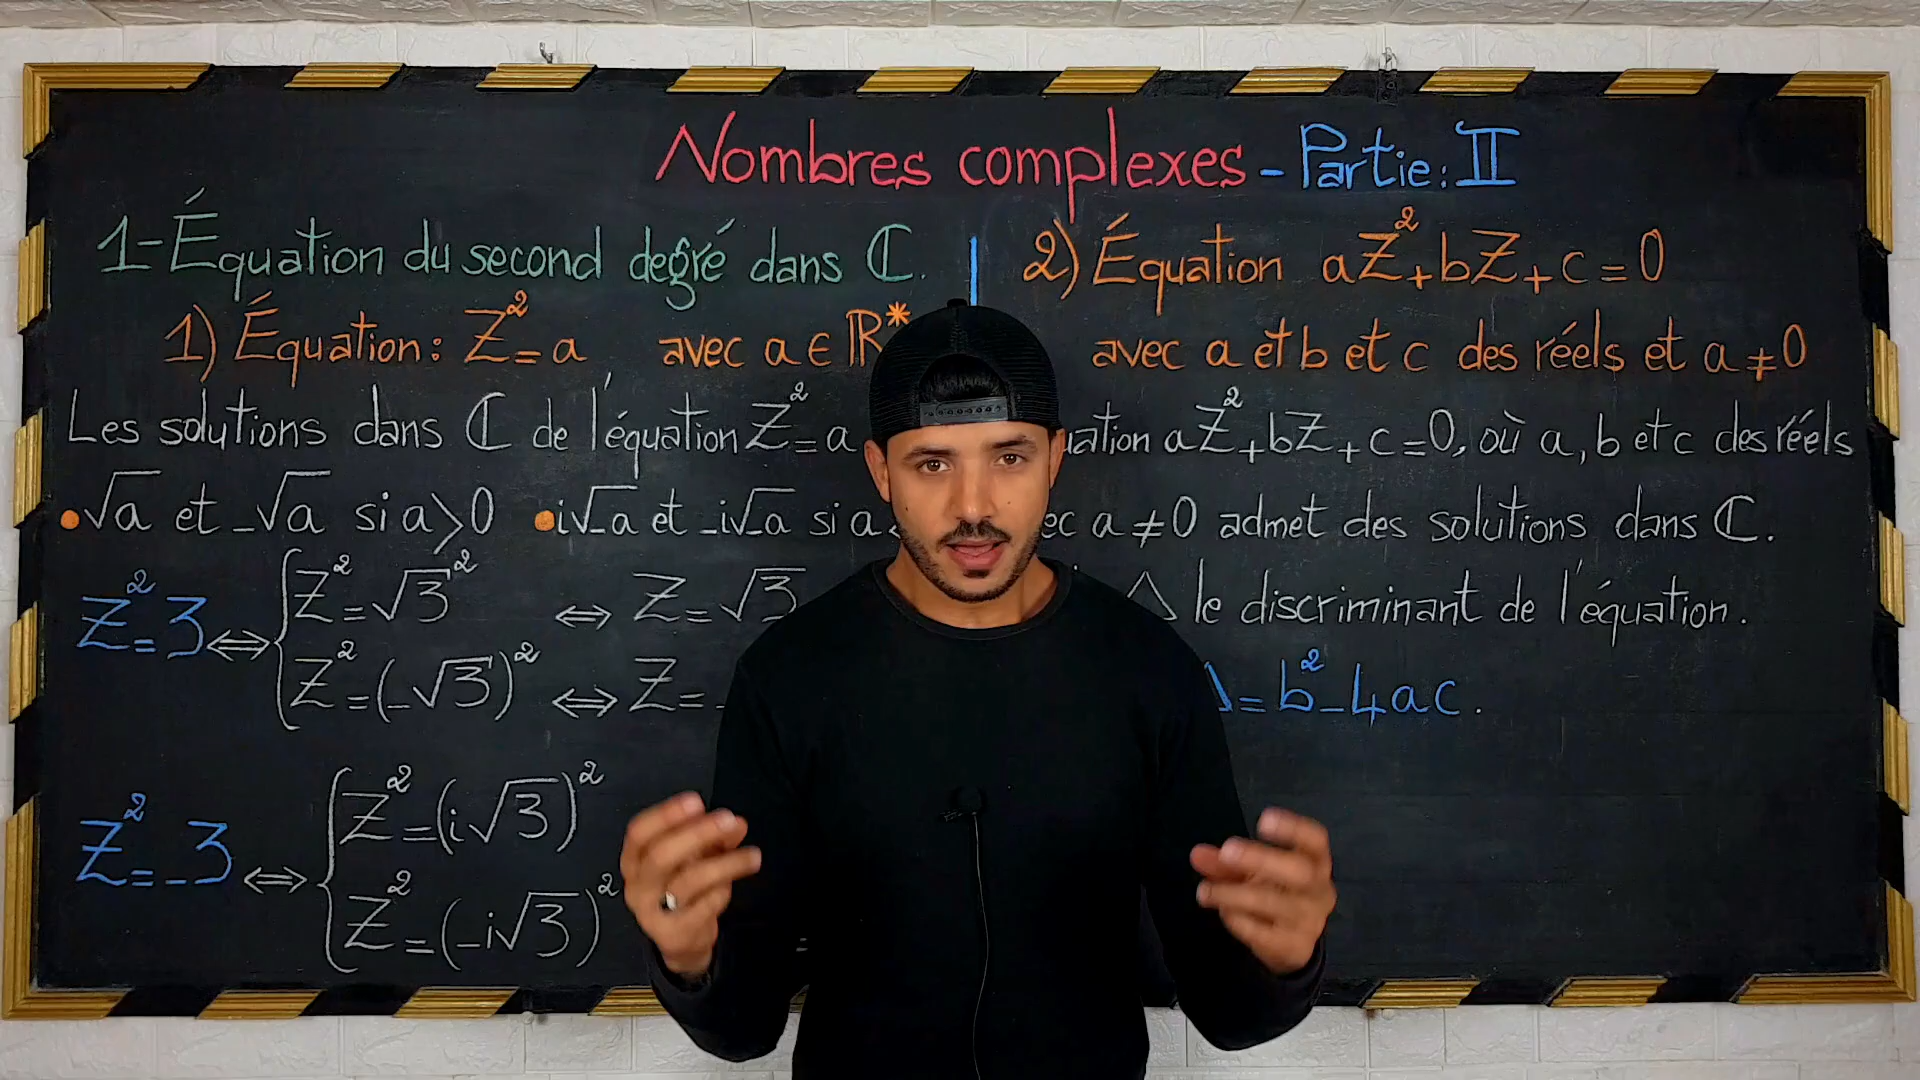 Nombres complexes - Partie: II
1- Équation du second degré dans ℂ.
1) Équation: Z² = a avec a ∈ ℝ*
Les solutions dans ℂ de l'équation Z² = a
• √a et -√a si a > 0 • i√-a et -i√-a si a <
Z² = 3 ⇔ { Z² = √3² ⇔ Z = √3
Z² = (-√3)² ⇔ Z = -
Z² = -3 ⇔ { Z² = (i√3)²
Z² = (-i√3)²
2) Équation aZ² + bZ + c = 0
avec a et b et c des réels et a ≠ 0
aZ² + bZ + c = 0, où a, b et c des réels
a ≠ 0 admet des solutions dans ℂ.
Δ le discriminant de l'équation.
Δ = b² - 4ac.